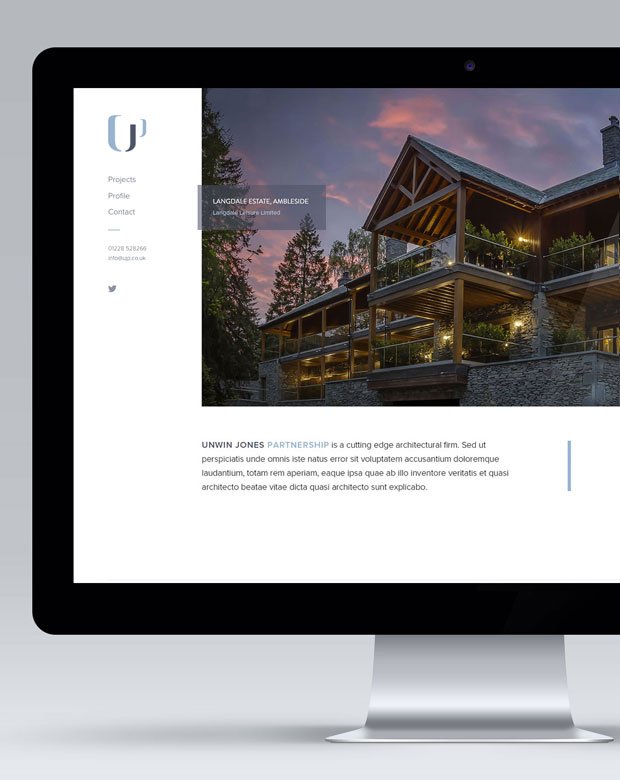 UJP
Projects
Profile
Contact
01228 528266
info@ujp.co.uk
LANGDALE ESTATE, AMBLESIDE
Langdale Leisure Limited
UNWIN JONES PARTNERSHIP is a cutting edge architectural firm. Sed ut
perspiciatis unde omnis iste natus error sit voluptatem accusantium doloremque
laudantium, totam rem aperiam, eaque ipsa quae ab illo inventore veritatis et quasi
architecto beatae vitae dicta quasi architecto sunt explicabo.